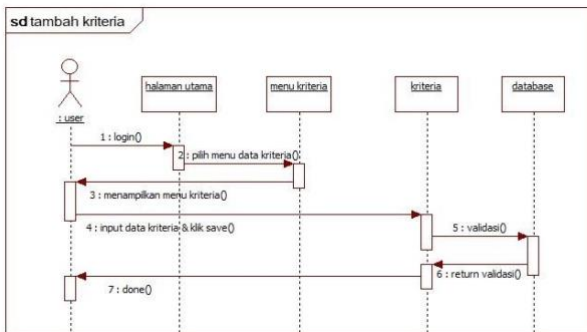 sd tambah kriteria
: user
halaman utama
menu kriteria
kriteria
database
1 : login()
2 : pilih menu data kriteria()
3 : menampilkan menu kriteria()
4 : input data kriteria & klik save()
5 : validasi()
6 : return validasi()
7 : done()